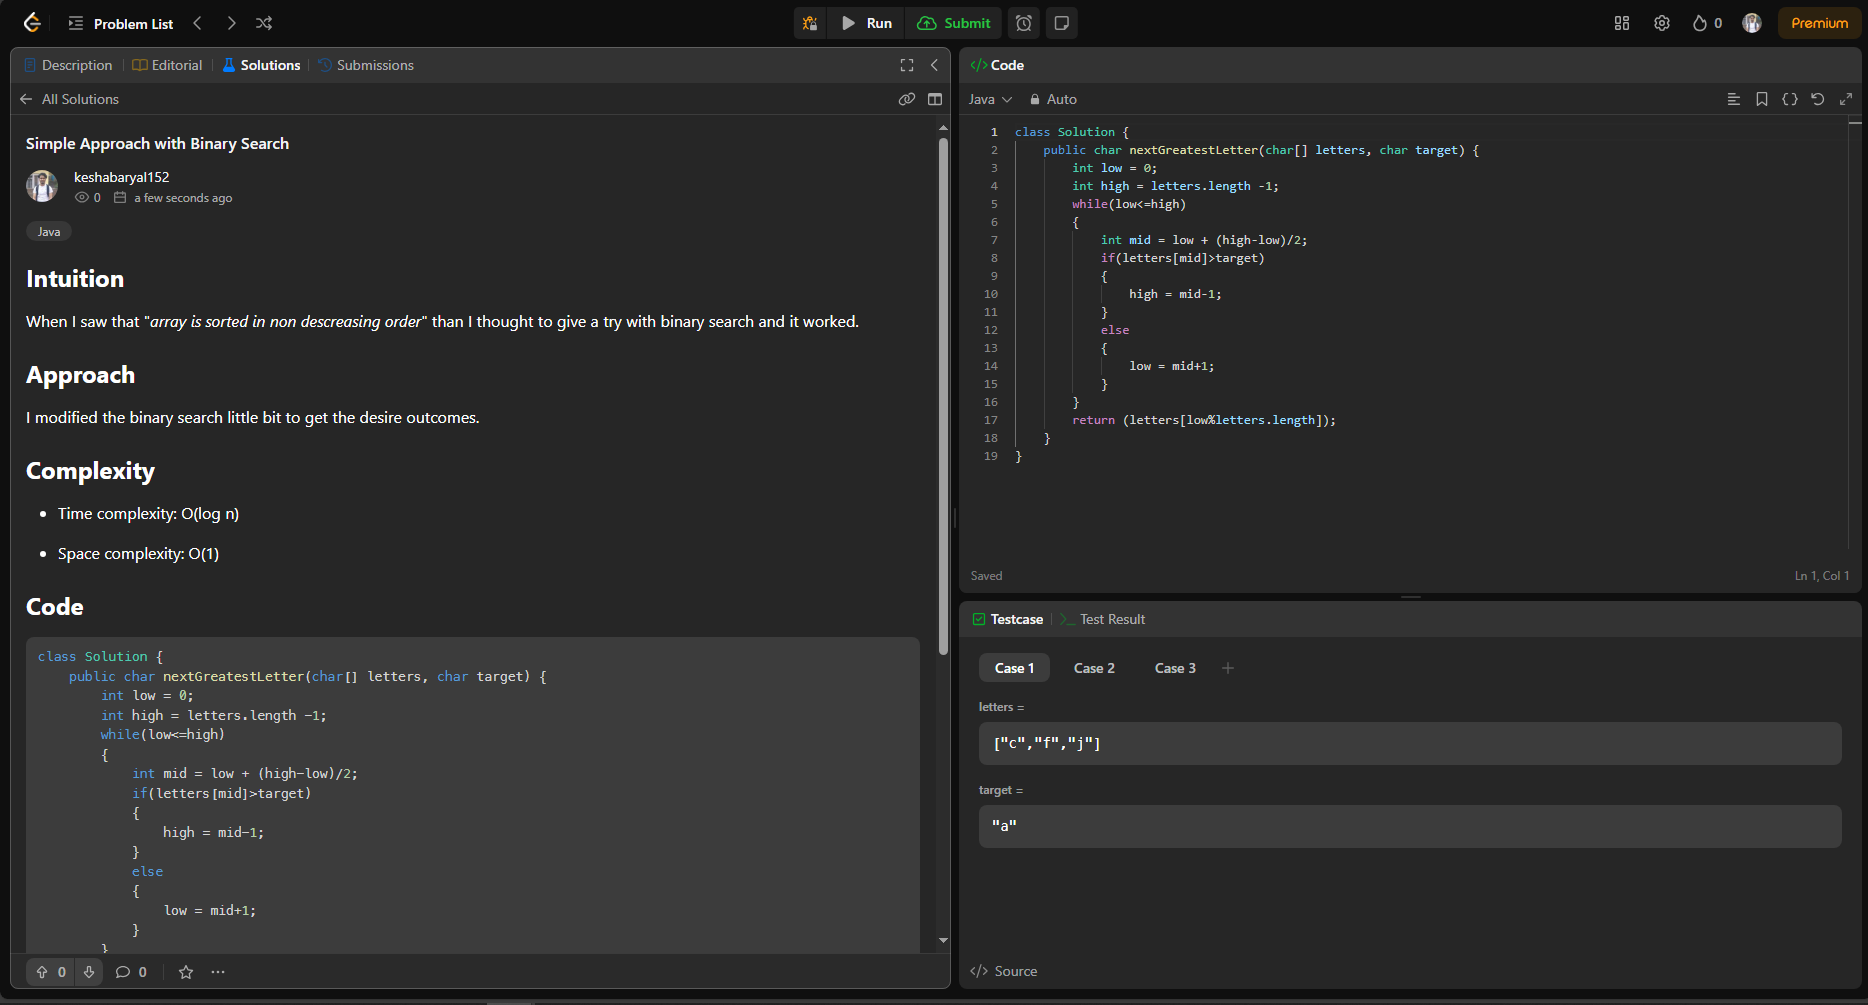 Problem List
Run
Submit
0
Premium
Description
Editorial
Solutions
Submissions
All Solutions
Simple Approach with Binary Search
keshabaryal152
0 a few seconds ago
Java
Intuition
When I saw that "array is sorted in non descreasing order" than I thought to give a try with binary search and it worked.
Approach
I modified the binary search little bit to get the desire outcomes.
Complexity
• Time complexity: O(log n)
• Space complexity: O(1)
Code
class Solution {
    public char nextGreatestLetter(char[] letters, char target) {
        int low = 0;
        int high = letters.length -1;
        while(low<=high)
        {
            int mid = low + (high-low)/2;
            if(letters[mid]>target)
            {
                high = mid-1;
            }
            else
            {
                low = mid+1;
            }
        }
0
0
</> Code
Java
Auto
1 class Solution {
2     public char nextGreatestLetter(char[] letters, char target) {
3         int low = 0;
4         int high = letters.length -1;
5         while(low<=high)
6         {
7             int mid = low + (high-low)/2;
8             if(letters[mid]>target)
9             {
10                 high = mid-1;
11             }
12             else
13             {
14                 low = mid+1;
15             }
16         }
17         return (letters[low%letters.length]);
18     }
19 }
Saved
Ln 1, Col 1
Testcase
>_ Test Result
Case 1
Case 2
Case 3
+
letters =
["c","f","j"]
target =
"a"
</> Source